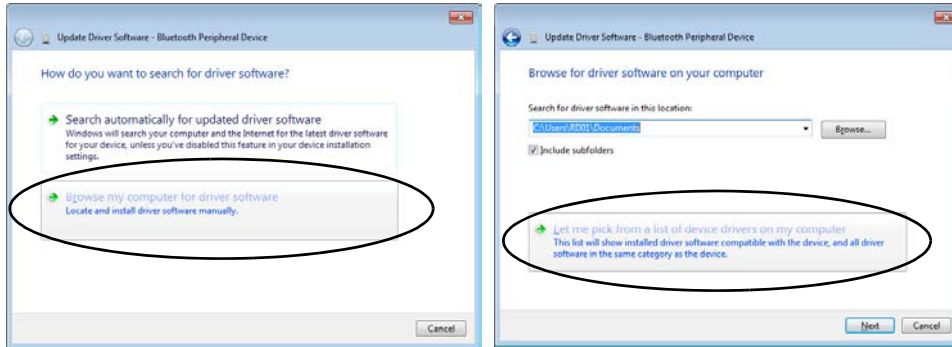 Update Driver Software - Bluetooth Peripheral Device
How do you want to search for driver software?
Search automatically for updated driver software
Windows will search your computer and the Internet for the latest driver software
for your device, unless you've disabled this feature in your device installation
settings.
Browse my computer for driver software
Locate and install driver software manually.
Cancel
Update Driver Software - Bluetooth Peripheral Device
Browse for driver software on your computer
Search for driver software in this location:
C:\Users\RD01\Documents
Browse...
Include subfolders
Let me pick from a list of device drivers on my computer
This list will show installed driver software compatible with the device, and all driver
software in the same category as the device.
Next Cancel